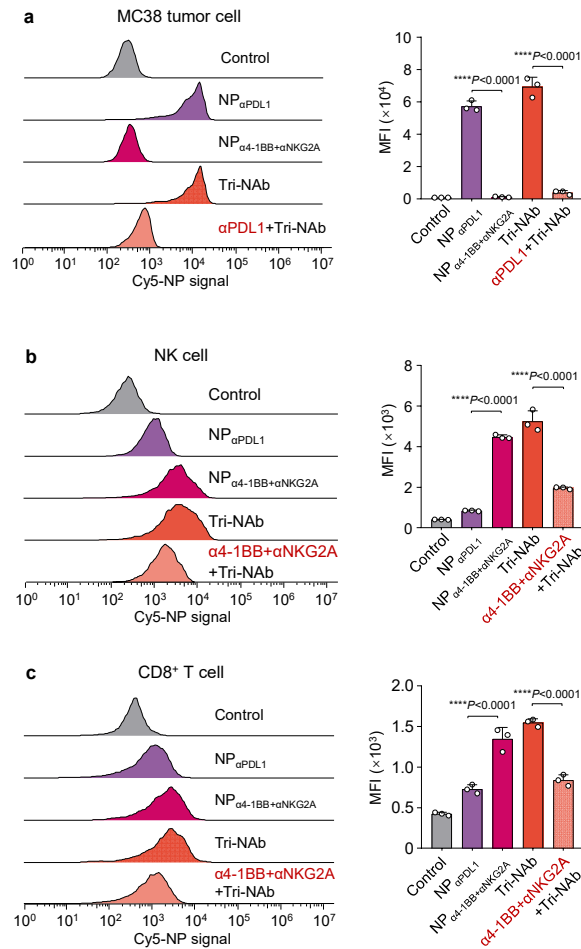 a
MC38 tumor cell
Control
NPαPDL1
NPα4-1BB+αNKG2A
Tri-NAb
αPDL1+Tri-NAb
10⁰ 10¹ 10² 10³ 10⁴ 10⁵ 10⁶ 10⁷
Cy5-NP signal
MFI (×10⁴)
10
8
6
4
2
0
****P<0.0001
****P<0.0001
Control
NP αPDL1
NP α4-1BB+αNKG2A
Tri-NAb
αPDL1+Tri-NAb
b
NK cell
Control
NPαPDL1
NPα4-1BB+αNKG2A
Tri-NAb
α4-1BB+αNKG2A
+Tri-NAb
10⁰ 10¹ 10² 10³ 10⁴ 10⁵ 10⁶ 10⁷
Cy5-NP signal
MFI (×10³)
8
6
4
2
0
****P<0.0001
****P<0.0001
Control
NP αPDL1
NP α4-1BB+αNKG2A
Tri-NAb
α4-1BB+αNKG2A
+Tri-NAb
c
CD8⁺ T cell
Control
NPαPDL1
NPα4-1BB+αNKG2A
Tri-NAb
α4-1BB+αNKG2A
+Tri-NAb
10⁰ 10¹ 10² 10³ 10⁴ 10⁵ 10⁶ 10⁷
Cy5-NP signal
MFI (×10³)
2.0
1.5
1.0
0.5
0.0
****P<0.0001
****P<0.0001
Control
NP αPDL1
NP α4-1BB+αNKG2A
Tri-NAb
α4-1BB+αNKG2A
+Tri-NAb